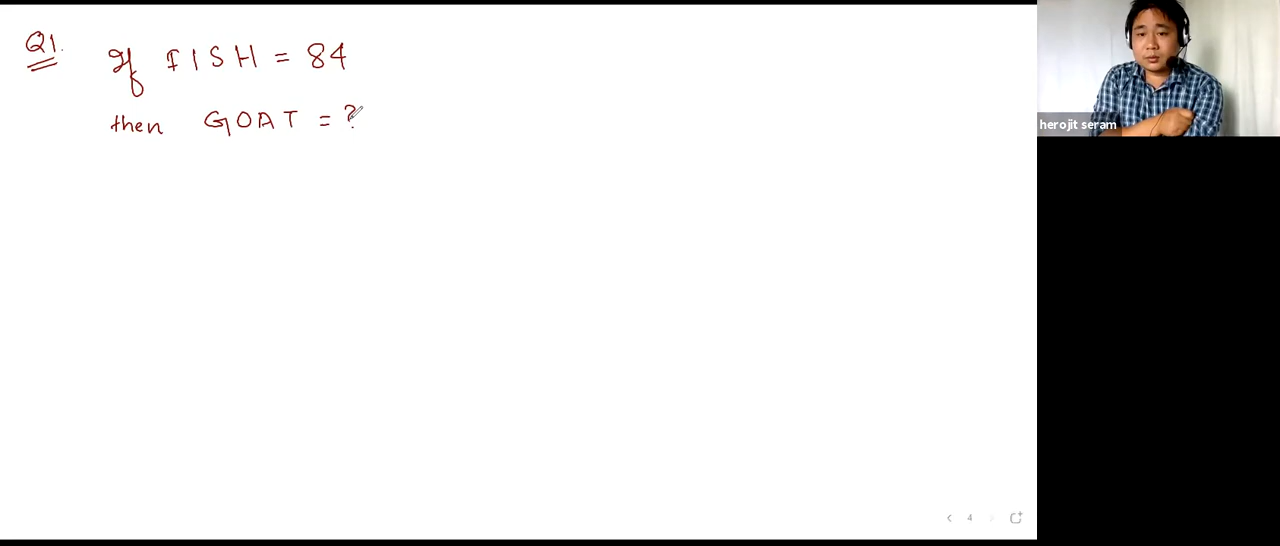 Q1. If FISH = 84
then GOAT = ?
herojit seram
4